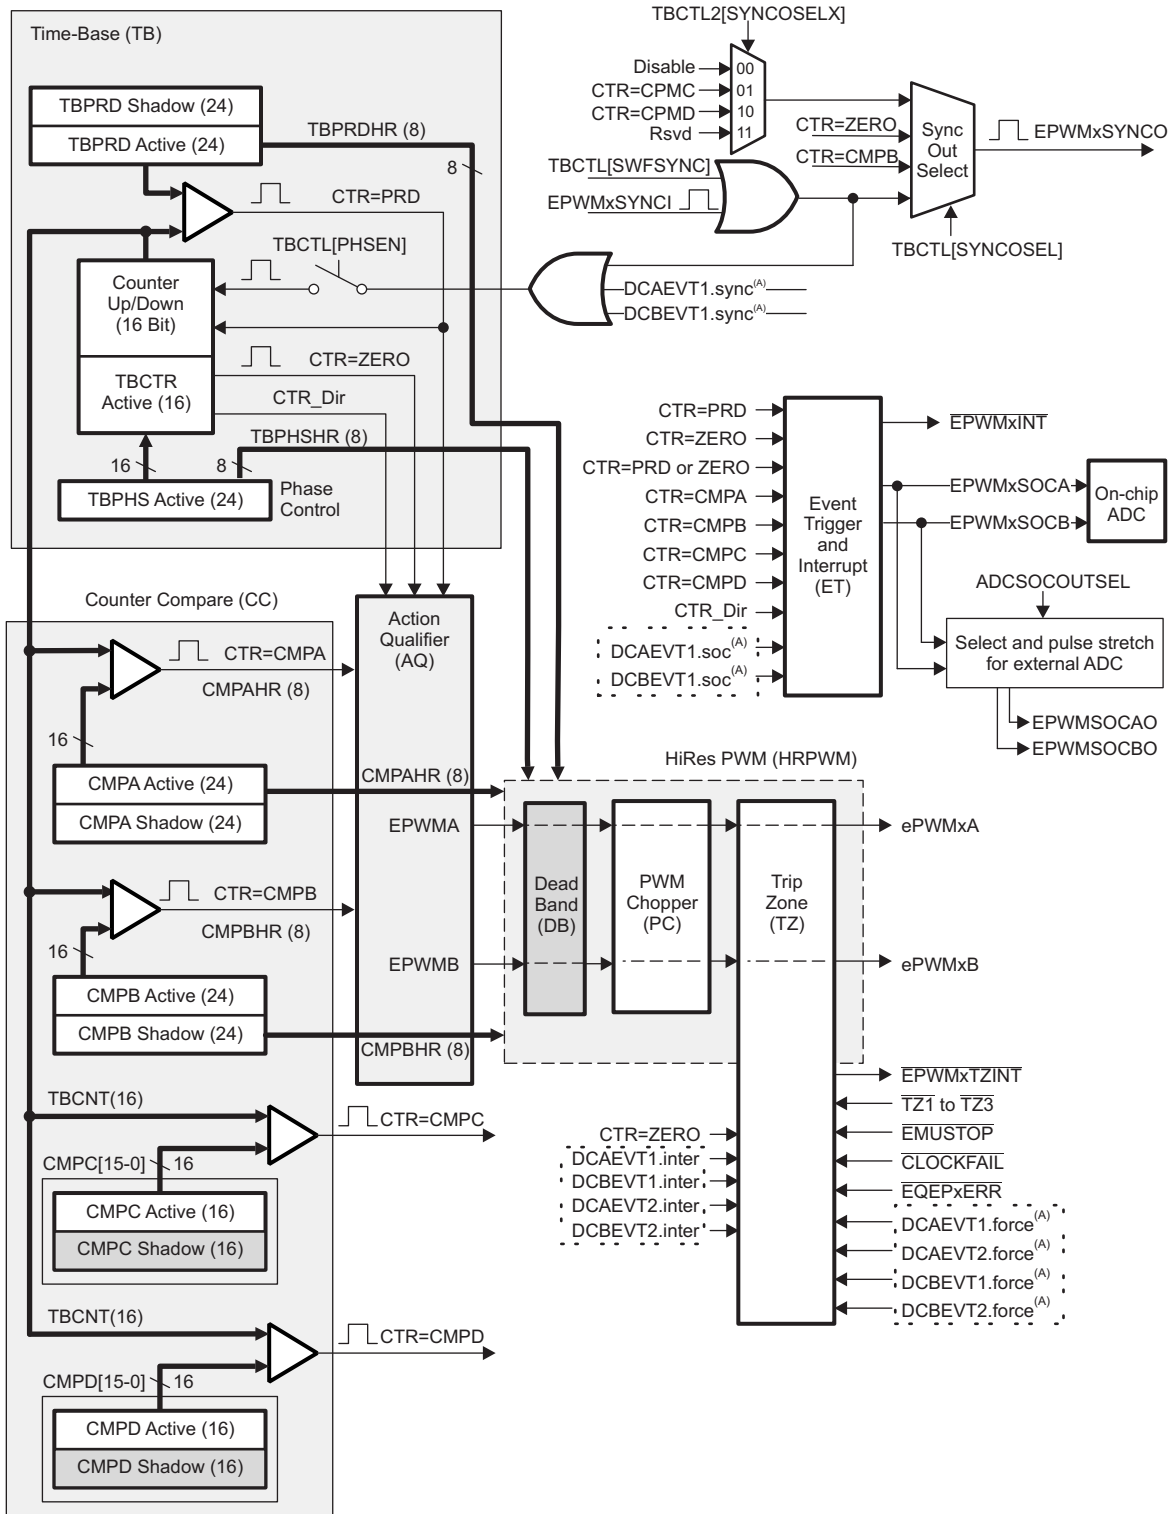 TBCTL2[SYNCOSELX]
Time-Base (TB)
Disable
00
CTR=CPMC
01
CTR=CPMD
10
Rsvd
11
TBPRD Shadow (24)
TBPRD Active (24)
TBPRDHR (8)
8
CTR=ZERO
CTR=CMPB
Sync
Out
Select
EPWMxSYNCO
TBCTL[SWFSYNC]
EPWMxSYNCI
TBCTL[SYNCOSEL]
CTR=PRD
TBCTL[PHSEN]
Counter
Up/Down
(16 Bit)
DCAEVT1.sync(A)
DCBEVT1.sync(A)
CTR=ZERO
TBCTR
Active (16)
CTR_Dir
TBPHSHR (8)
16
8
TBPHS Active (24)
Phase
Control
CTR=PRD
CTR=ZERO
CTR=PRD or ZERO
CTR=CMPA
CTR=CMPB
CTR=CMPC
CTR=CMPD
CTR_Dir
DCAEVT1.soc(A)
DCBEVT1.soc(A)
Event
Trigger
and
Interrupt
(ET)
EPWMxINT
EPWMxSOCA
EPWMxSOCB
On-chip
ADC
ADCSOCOUTSEL
Select and pulse stretch
for external ADC
EPWMSOCAO
EPWMSOCBO
Counter Compare (CC)
Action
Qualifier
(AQ)
CTR=CMPA
CMPAHR (8)
16
CMPA Active (24)
CMPA Shadow (24)
CMPAHR (8)
HiRes PWM (HRPWM)
EPWMA
ePWMxA
CTR=CMPB
CMPBHR (8)
16
Dead
Band
(DB)
PWM
Chopper
(PC)
Trip
Zone
(TZ)
EPWMB
ePWMxB
CMPB Active (24)
CMPB Shadow (24)
CMPBHR (8)
EPWMxTZINT
TZ1 to TZ3
EMUSTOP
CLOCKFAIL
EQEPxERR
DCAEVT1.force(A)
DCAEVT2.force(A)
DCBEVT1.force(A)
DCBEVT2.force(A)
CTR=ZERO
DCAEVT1.inter
DCBEVT1.inter
DCAEVT2.inter
DCBEVT2.inter
TBCNT(16)
CTR=CMPC
CMPC[15-0]
16
CMPC Active (16)
CMPC Shadow (16)
TBCNT(16)
CTR=CMPD
CMPD[15-0]
16
CMPD Active (16)
CMPD Shadow (16)